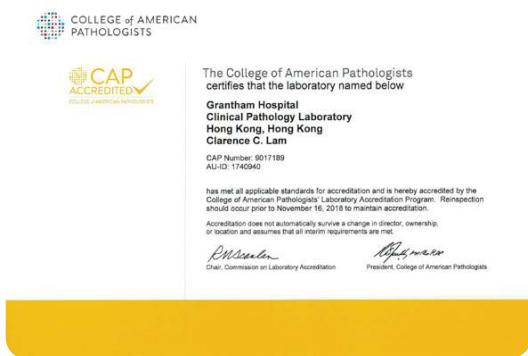 COLLEGE of AMERICAN
PATHOLOGISTS
CAP
ACCREDITED
COLLEGE of AMERICAN PATHOLOGISTS
The College of American Pathologists
certifies that the laboratory named below
Grantham Hospital
Clinical Pathology Laboratory
Hong Kong, Hong Kong
Clarence C. Lam
CAP Number: 9017189
AU-ID: 1740940
has met all applicable standards for accreditation and is hereby accredited by the
College of American Pathologists' Laboratory Accreditation Program. Reinspection
should occur prior to November 16, 2018 to maintain accreditation.
Accreditation does not automatically survive a change in director, ownership,
or location and assumes that all interim requirements are met.
Chair, Commission on Laboratory Accreditation
President, College of American Pathologists